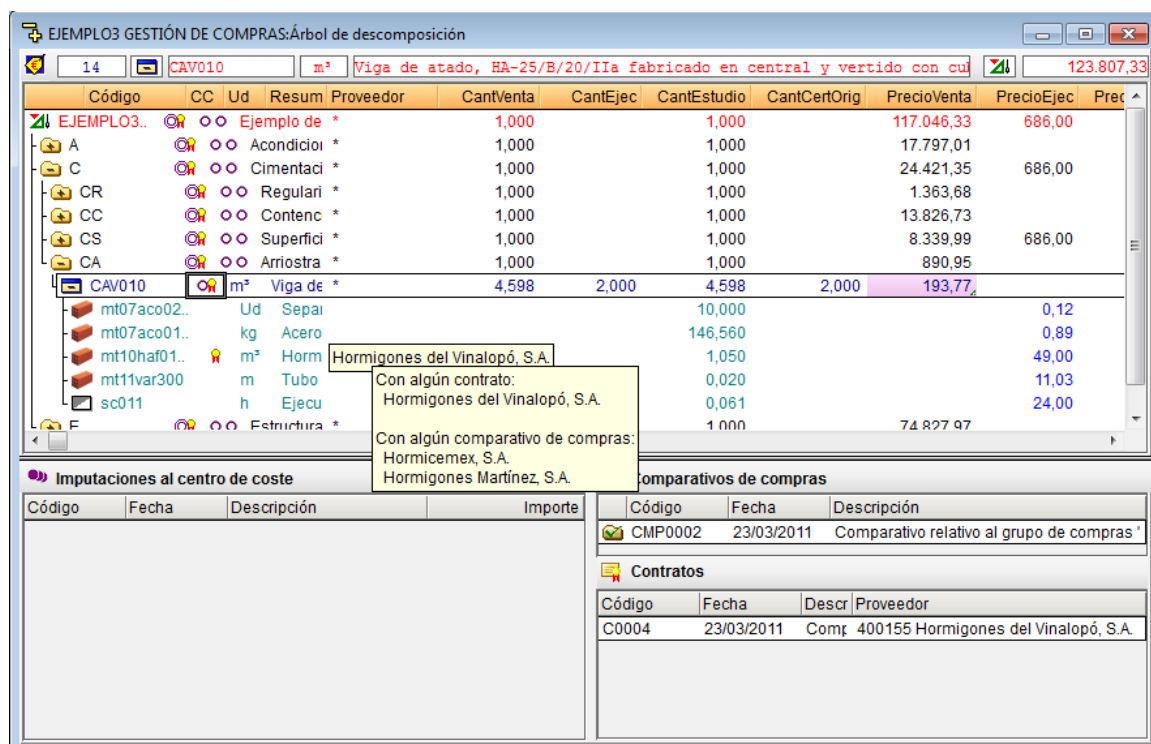 EJEMPLO3 GESTIÓN DE COMPRAS:Árbol de descomposición
14 CAV010 m³ Viga de atado, HA-25/B/20/IIa fabricado en central y vertido con cul 123.807,33
Código CC Ud Resum Proveedor CantVenta CantEjec CantEstudio CantCertOrig PrecioVenta PrecioEjec Prec
EJEMPLO3.. Ejemplo de * 1,000 1,000 117.046,33 686,00
A Acondicior * 1,000 1,000 17.797,01
C Cimentaci * 1,000 1,000 24.421,35 686,00
CR Regulari * 1,000 1,000 1.363,68
CC Contenc * 1,000 1,000 13.826,73
CS Superfici * 1,000 1,000 8.339,99 686,00
CA Arriostra * 1,000 1,000 890,95
CAV010 m³ Viga de * 4,598 2,000 4,598 2,000 193,77
mt07aco02.. Ud Separ 10,000 0,12
mt07aco01.. kg Acero 146,560 0,89
mt10haf01.. m³ Horm Hormigones del Vinalopó, S.A. 1,050 49,00
mt11var300 m Tubo 0,020 11,03
sc011 h Ejecu 0,061 24,00
E Estructura * 1,000 74.827,97
Con algún contrato:
Hormigones del Vinalopó, S.A.
Con algún comparativo de compras:
Hormicemex, S.A.
Hormigones Martínez, S.A.
Imputaciones al centro de coste
Código Fecha Descripción Importe
omparativos de compras
Código Fecha Descripción
CMP0002 23/03/2011 Comparativo relativo al grupo de compras '
Contratos
Código Fecha Descr Proveedor
C0004 23/03/2011 Comp 400155 Hormigones del Vinalopó, S.A.